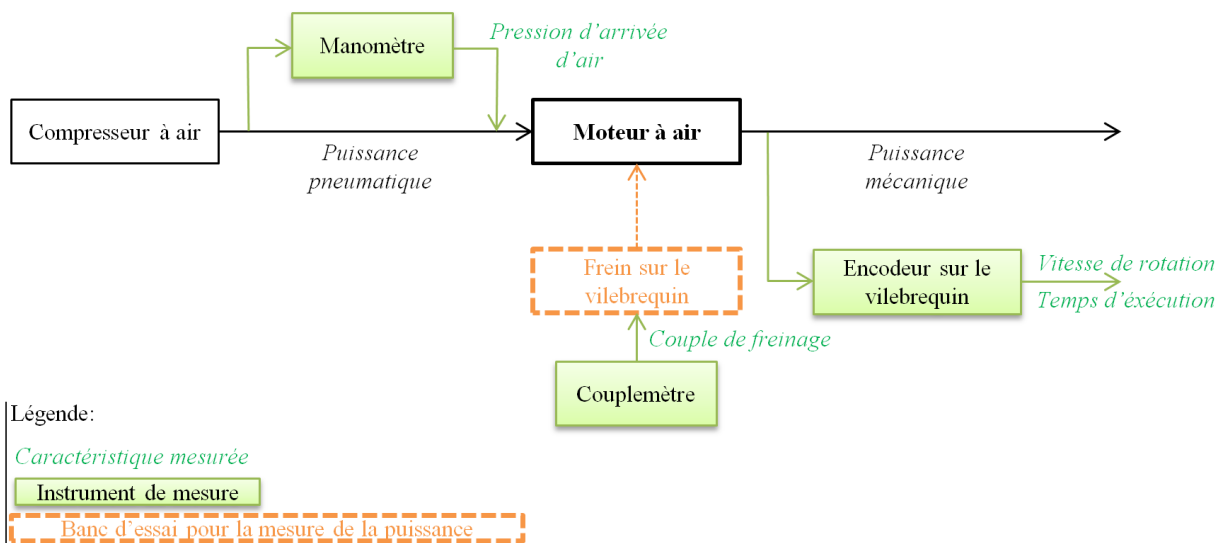 Manomètre
Pression d'arrivée
d'air
Compresseur à air
Moteur à air
Puissance
pneumatique
Puissance
mécanique
Frein sur le
vilebrequin
Encodeur sur le
vilebrequin
Vitesse de rotation
Temps d'éxécution
Couple de freinage
Couplemètre
Légende:
Caractéristique mesurée
Instrument de mesure
Banc d'essai pour la mesure de la puissance